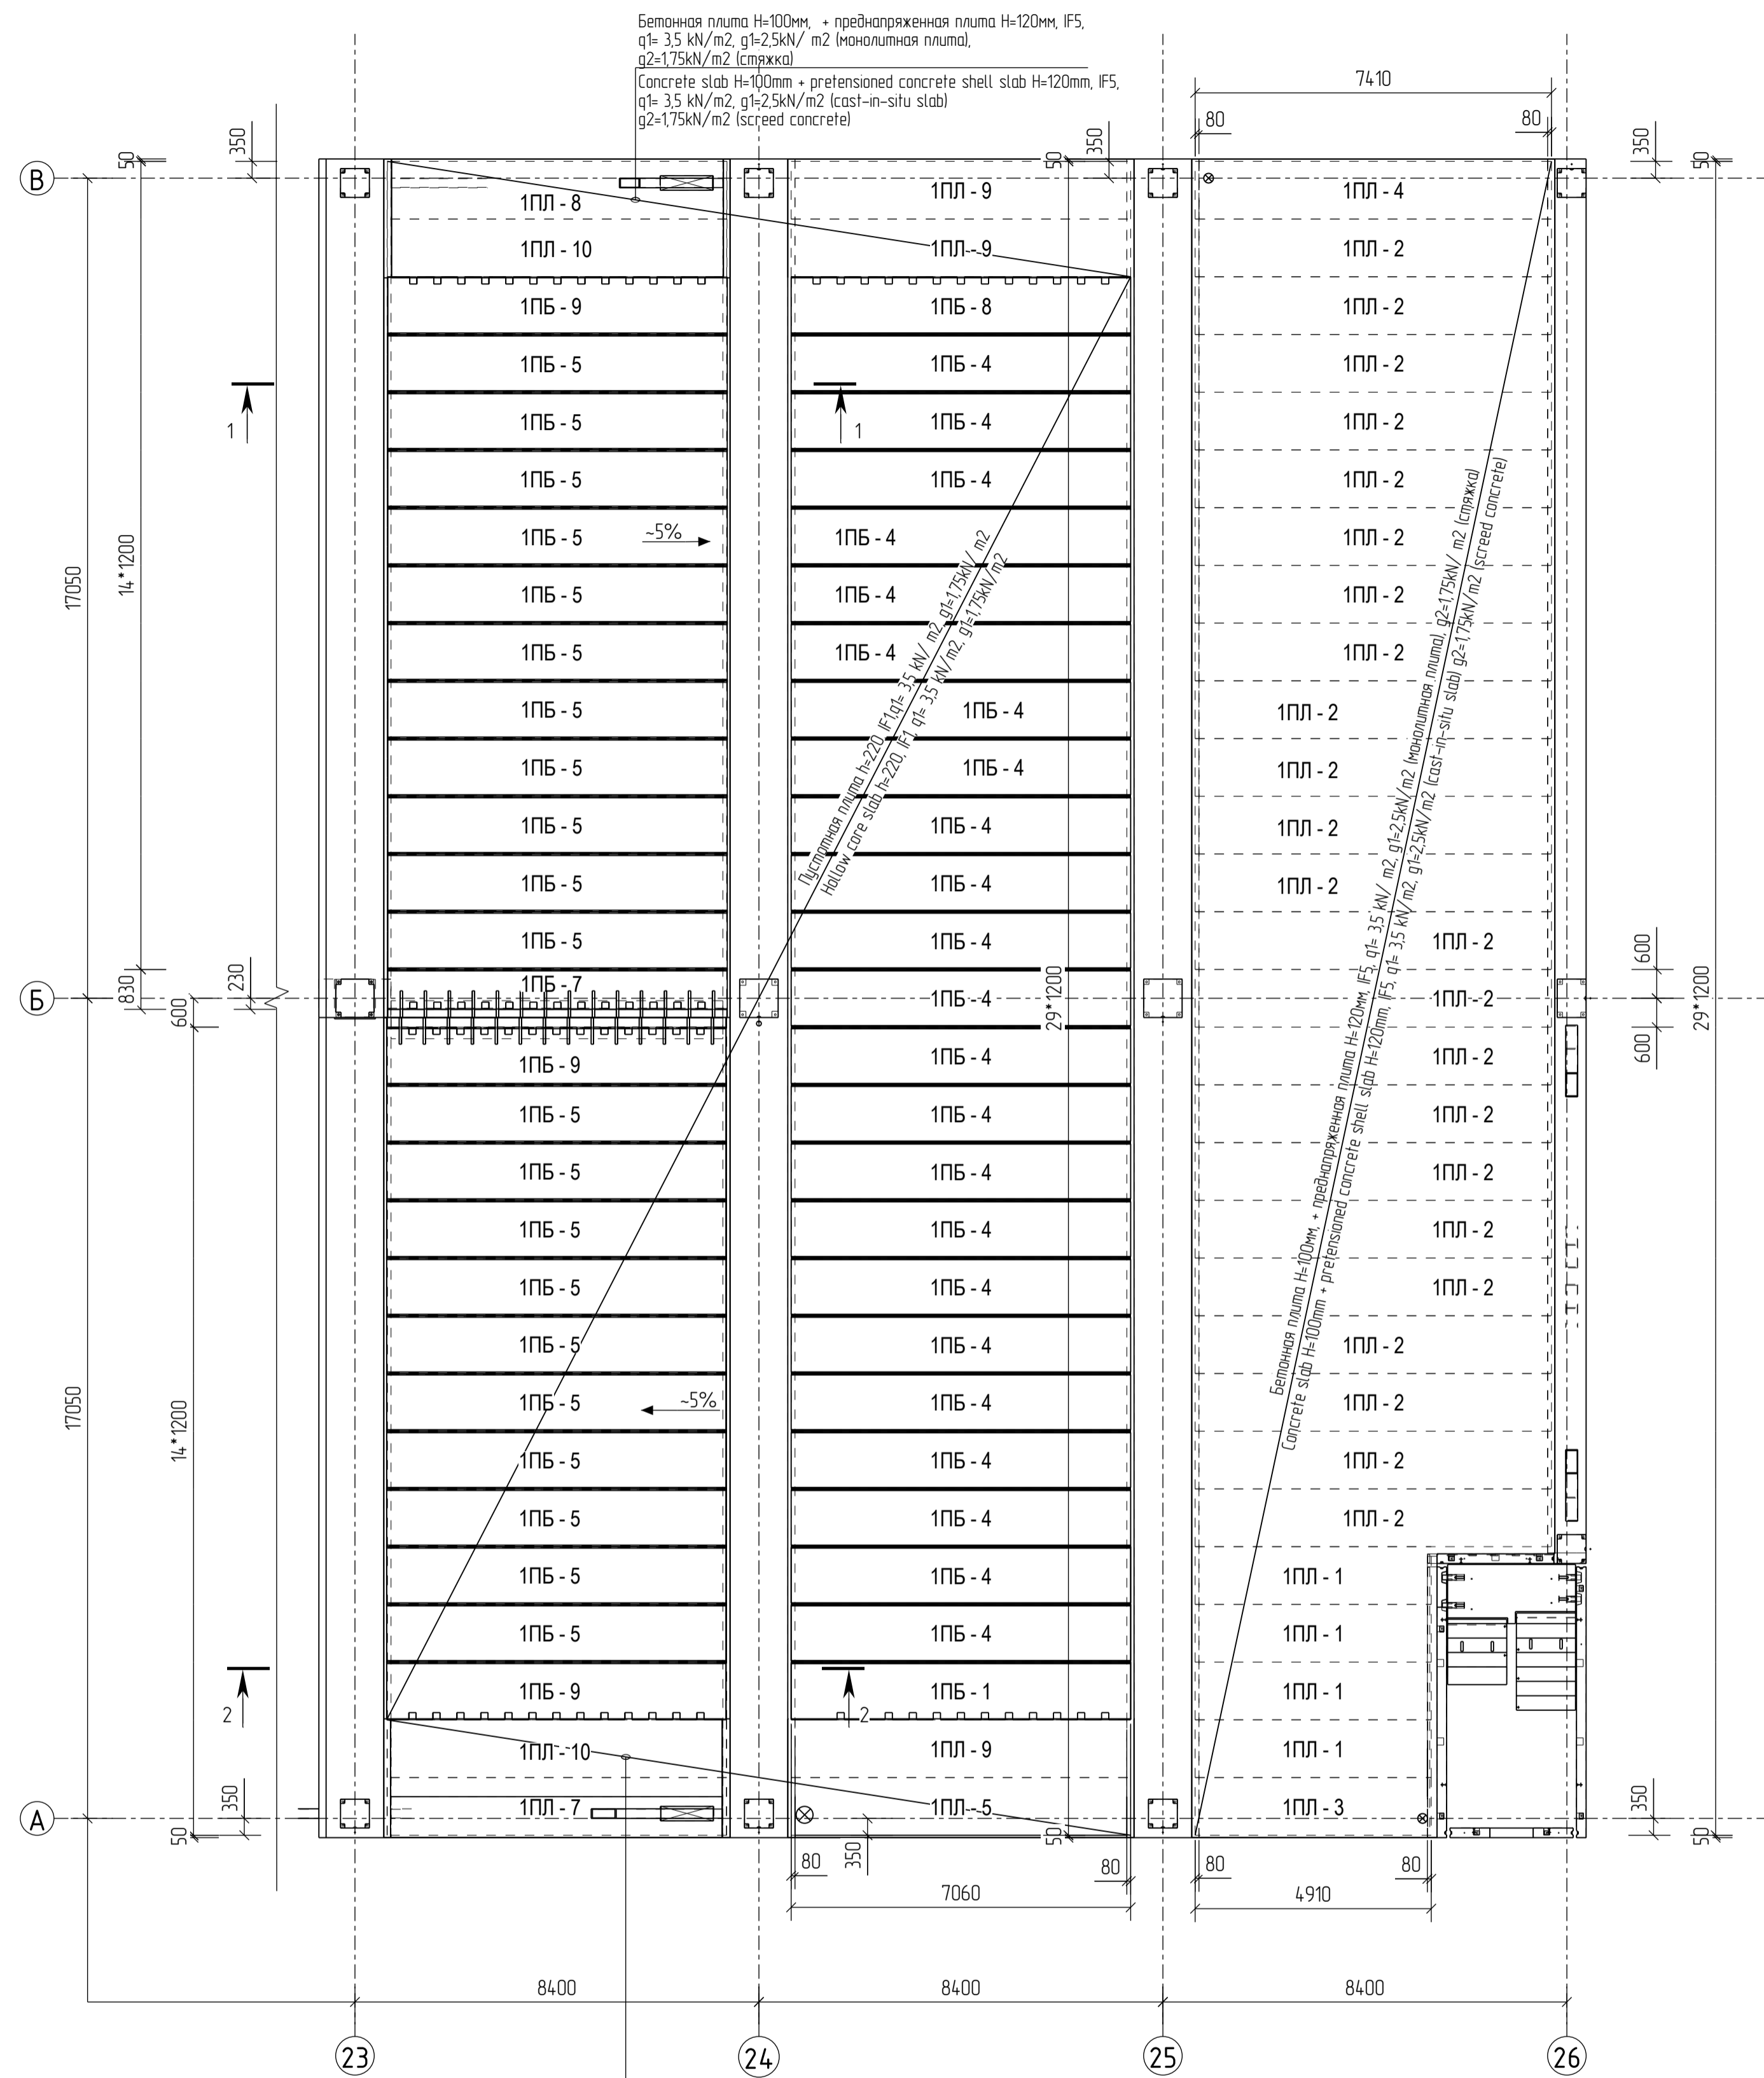 Бетонная плита H=100мм, + преднапряженная плита H=120мм, IF5,
q1= 3,5 kN/m2, g1=2,5kN/ m2 (монолитная плита),
g2=1,75kN/m2 (стяжка)
Concrete slab H=100mm + pretensioned concrete shell slab H=120mm, IF5,
q1= 3,5 kN/m2, g1=2,5kN/m2 (cast-in-situ slab)
g2=1,75kN/m2 (screed concrete)
7410
80 80
50 350 50 350 350 50
В
1ПЛ - 8 1ПЛ - 9 1ПЛ - 4
1ПЛ - 10 1ПЛ - 9 1ПЛ - 2
1ПБ - 9 1ПБ - 8 1ПЛ - 2
1ПБ - 5 1ПБ - 4 1ПЛ - 2
1 1
1ПБ - 5 1ПБ - 4 1ПЛ - 2
1ПБ - 5 1ПБ - 4 1ПЛ - 2
1ПБ - 5 ~5% 1ПБ - 4 1ПЛ - 2
17050 14*1200
1ПБ - 5 1ПБ - 4 1ПЛ - 2
1ПБ - 5 1ПБ - 4 1ПЛ - 2
1ПБ - 5 1ПБ - 4 1ПЛ - 2
1ПБ - 5 1ПБ - 4 1ПЛ - 2
1ПБ - 5 1ПБ - 4 1ПЛ - 2
1ПБ - 5 1ПБ - 4 1ПЛ - 2
Пустотная плита h=220, IF1,q1= 3,5 kN/ m2, g1=1,75kN/ m2
Hollow core slab h=220, IF1, q1= 3,5 kN/m2, g1=1,75kN/m2
Бетонная плита H=100мм, + преднапряженная плита H=120мм, IF5, q1= 3,5 kN/ m2, g1=2,5kN/m2 (монолитная плита), g2=1,75kN/ m2 (стяжка)
Concrete slab H=100mm + pretensioned concrete shell slab H=120mm, IF5, q1= 3,5 kN/m2, g1=2,5kN/m2 (cast-in-situ slab) g2=1,75kN/m2 (screed concrete)
1ПБ - 5 1ПБ - 4 1ПЛ - 2
830 230 600 600
1ПБ - 7
Б
1ПБ - 4 29*1200 1ПЛ - 2 29*1200
600
1ПБ - 9 1ПБ - 4 1ПЛ - 2
1ПБ - 5 1ПБ - 4 1ПЛ - 2
1ПБ - 5 1ПБ - 4 1ПЛ - 2
1ПБ - 5 1ПБ - 4 1ПЛ - 2
1ПБ - 5 1ПБ - 4 1ПЛ - 2
1ПБ - 5 1ПБ - 4 1ПЛ - 2
17050 14*1200
1ПБ - 5 ~5% 1ПБ - 4 1ПЛ - 2
1ПБ - 5 1ПБ - 4 1ПЛ - 2
1ПБ - 5 1ПБ - 4 1ПЛ - 2
1ПБ - 5 1ПБ - 4 1ПЛ - 1
1ПБ - 5 1ПБ - 4 1ПЛ - 1
1ПБ - 9 1ПБ - 1 1ПЛ - 1
2 2
1ПЛ - 10 1ПЛ - 9 1ПЛ - 1
350 1ПЛ - 7 1ПЛ - 5 1ПЛ - 3 350
А
50 350 50 50
80 80 80 80
7060 4910
8400 8400 8400
23 24 25 26